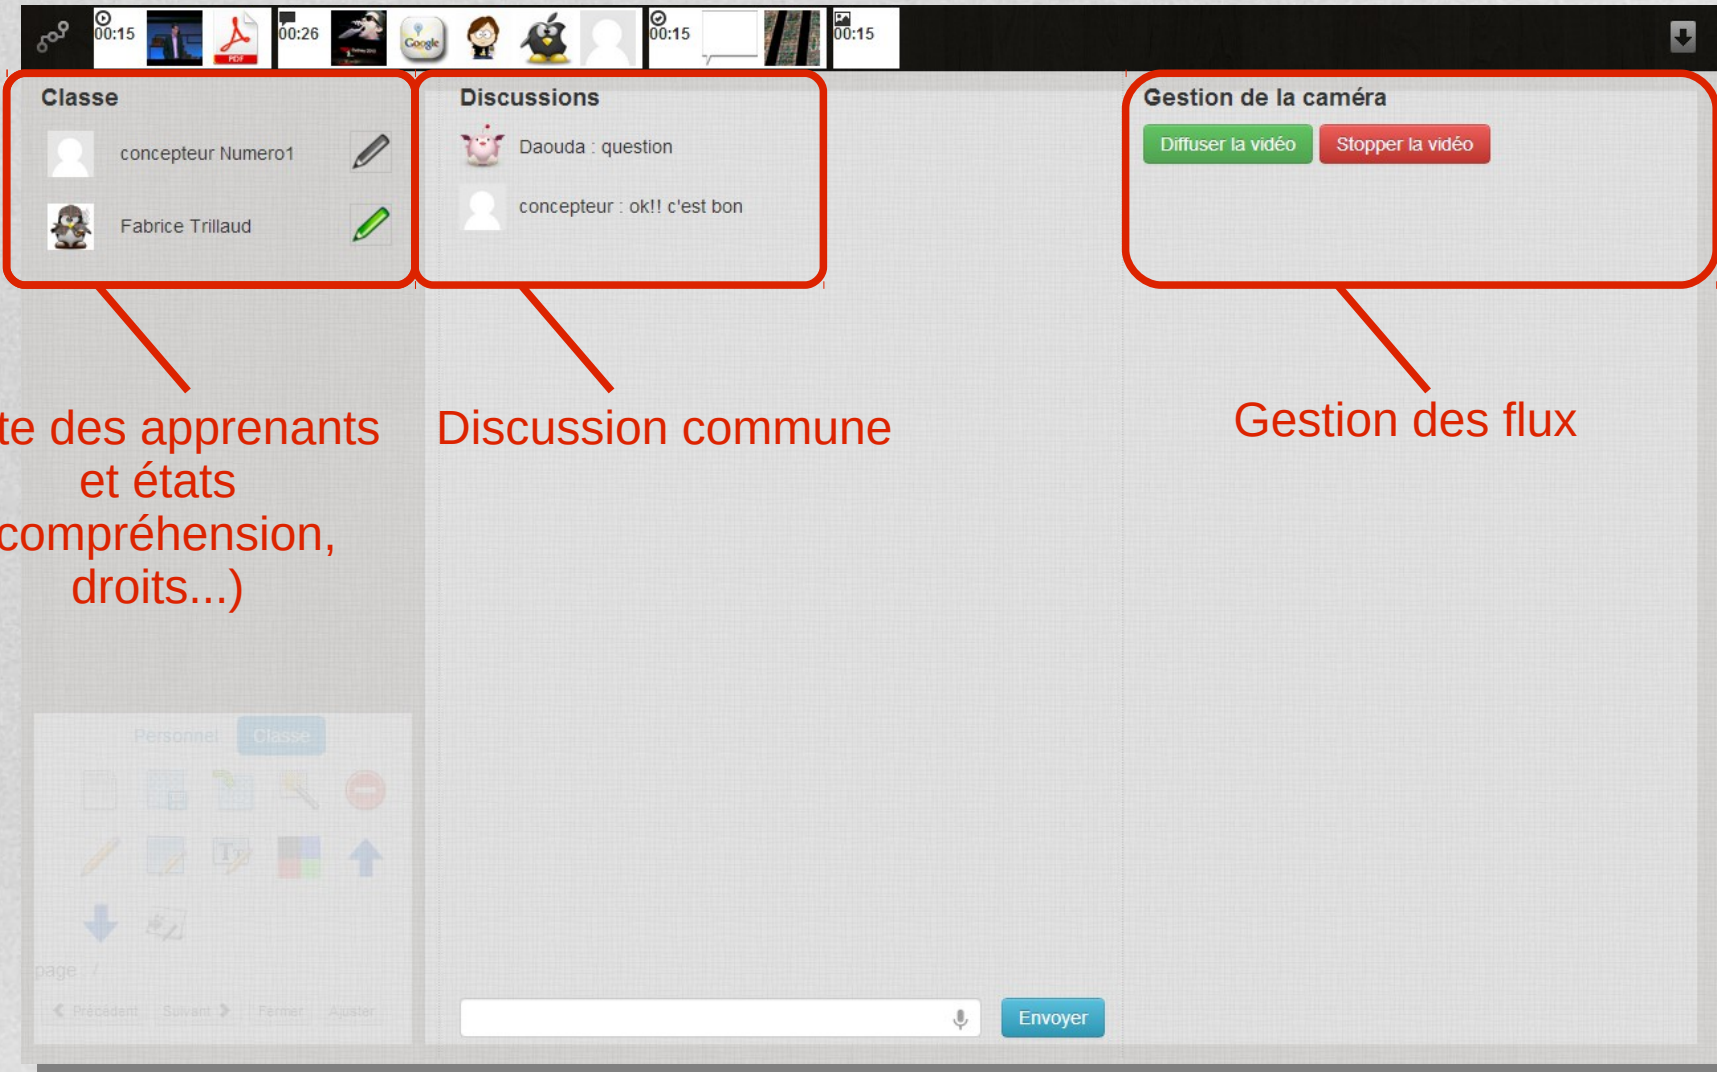 00:15
PDF
00:26
Google
00:15
00:15
Classe
concepteur Numero1
Fabrice Trillaud
Discussions
Daouda : question
concepteur : ok!! c'est bon
Gestion de la caméra
Diffuser la vidéo
Stopper la vidéo
te des apprenants
et états
compréhension,
droits...)
Discussion commune
Gestion des flux
Personnel
Classe
page : /
Précédent
Suivant
Fermer
Ajuster
Envoyer